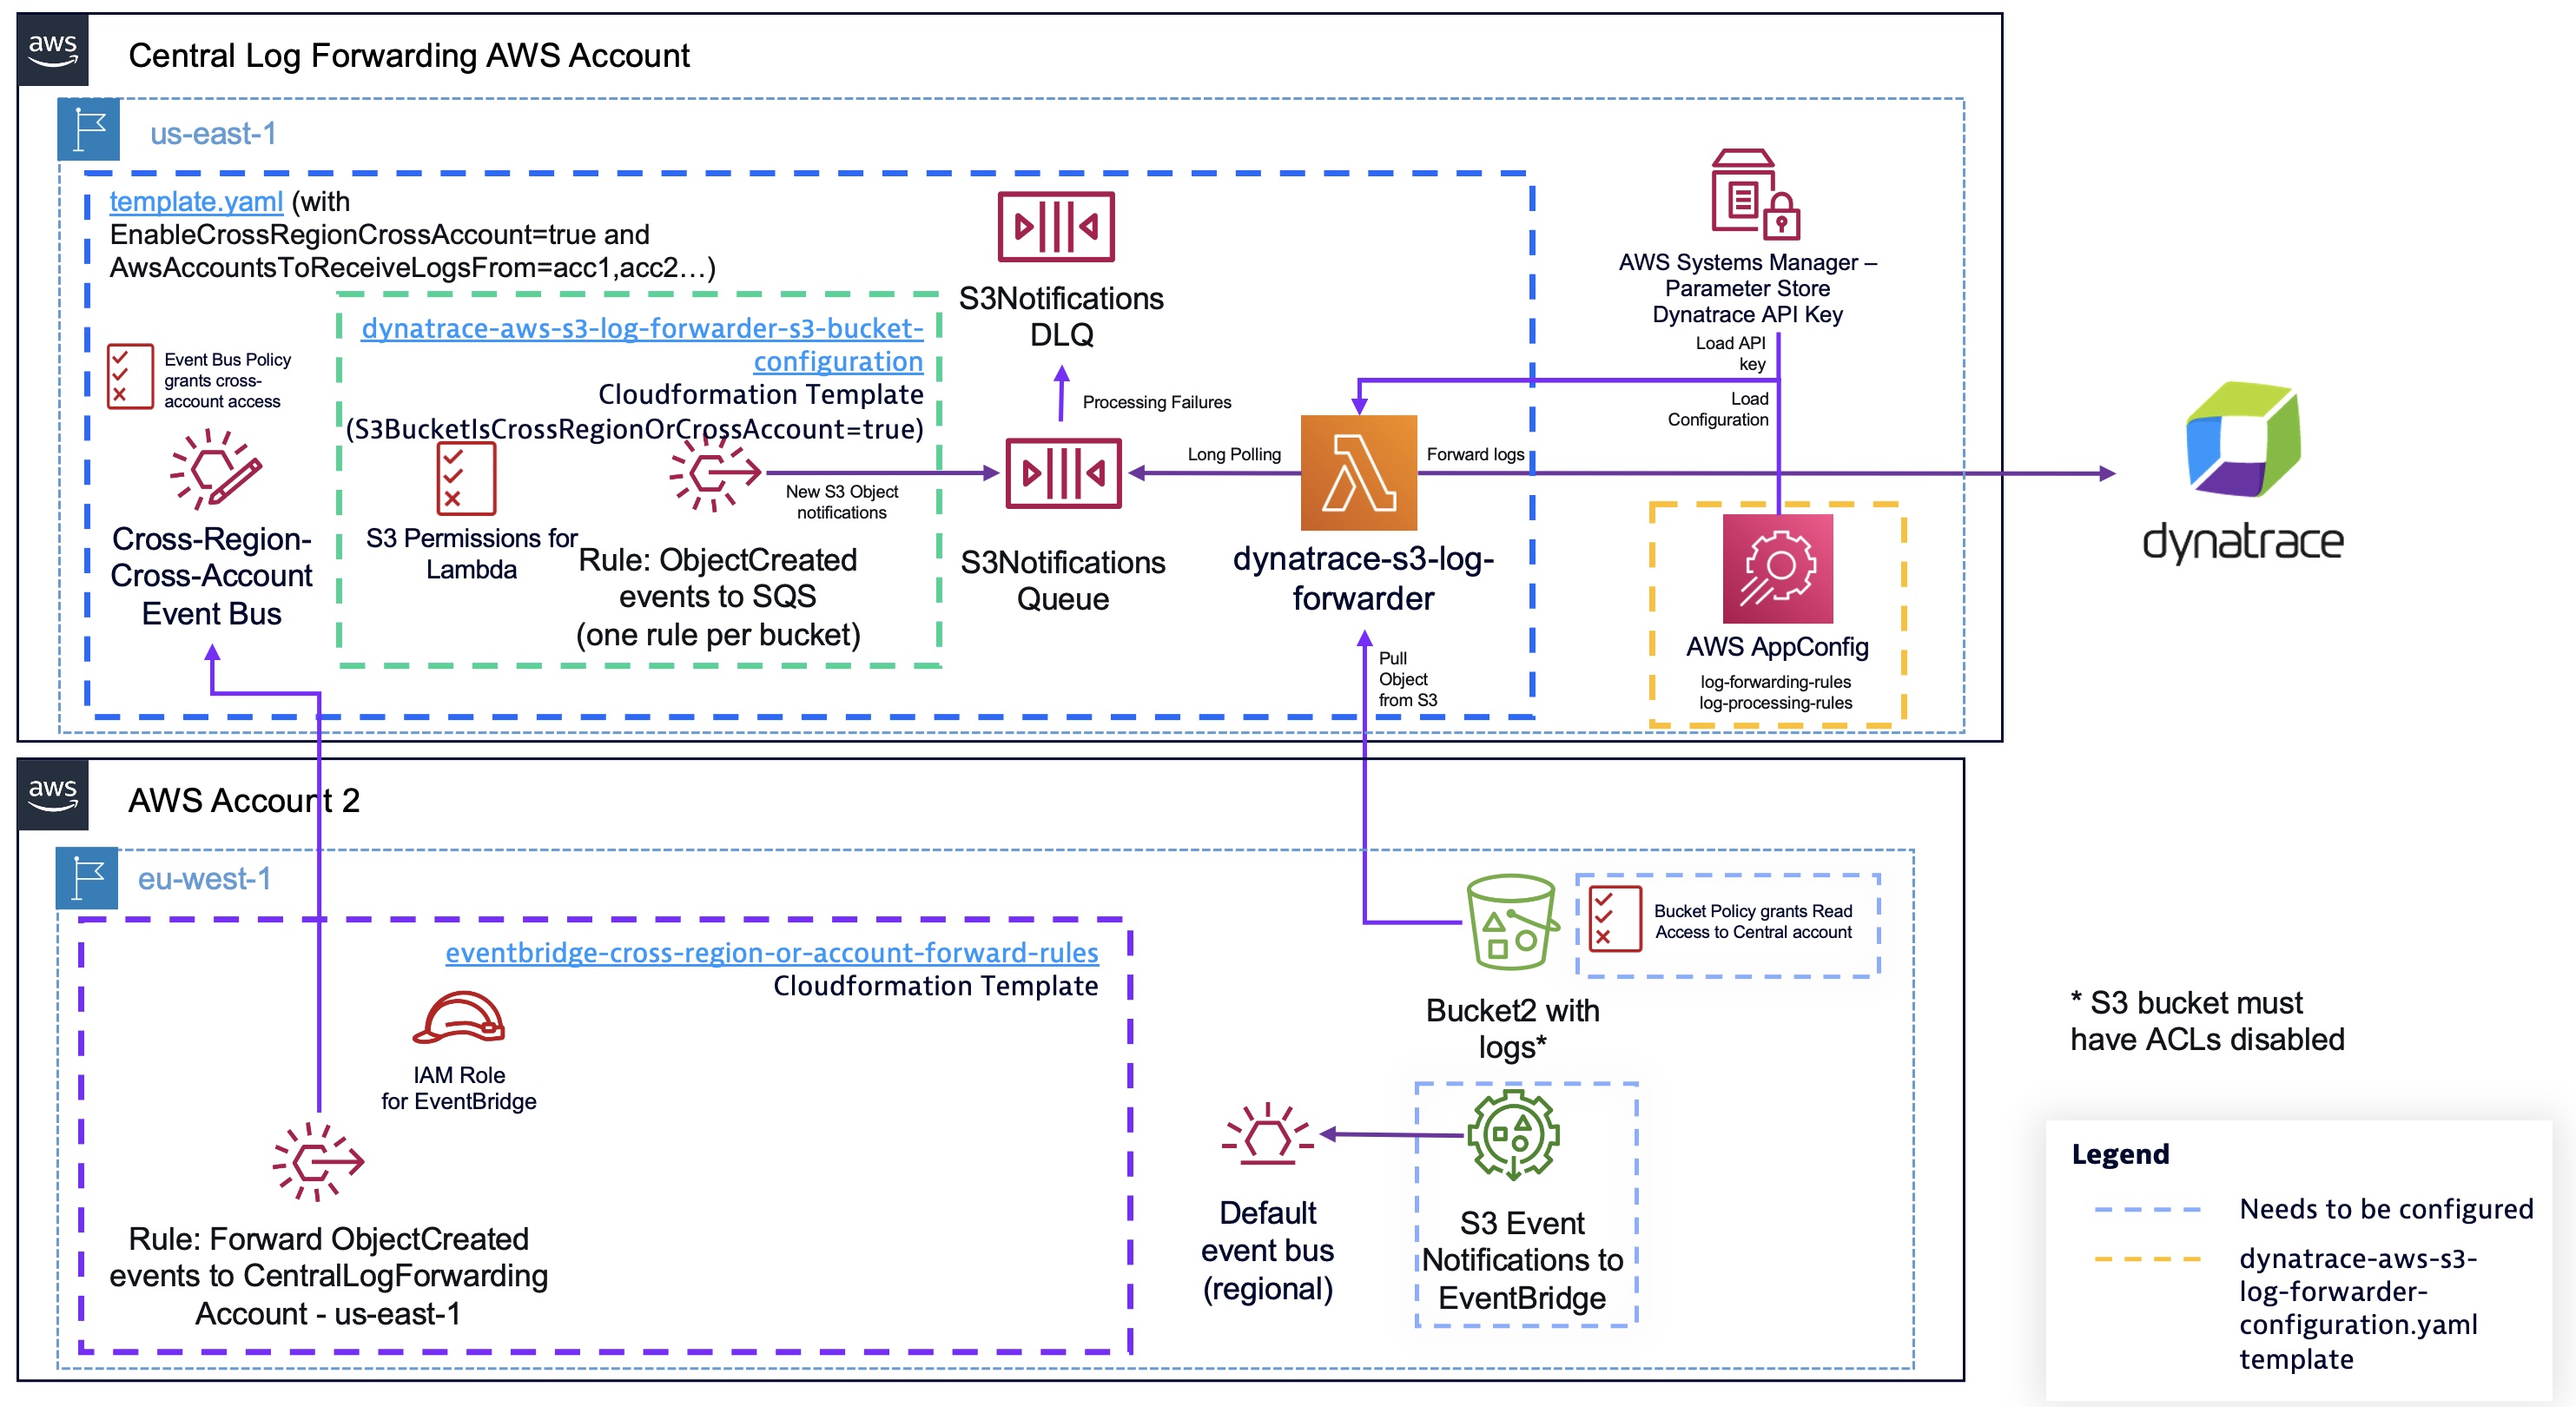 aws
Central Log Forwarding AWS Account
us-east-1
template.yaml (with
EnableCrossRegionCrossAccount=true and
AwsAccountsToReceiveLogsFrom=acc1,acc2...)
Event Bus Policy
grants cross-
account access
Cross-Region-
Cross-Account
Event Bus
dynatrace-aws-s3-log-forwarder-s3-bucket-
configuration
Cloudformation Template
(S3BucketIsCrossRegionOrCrossAccount=true)
S3 Permissions for
Lambda
Rule: ObjectCreated
events to SQS
(one rule per bucket)
New S3 Object
notifications
S3Notifications
DLQ
Processing Failures
S3Notifications
Queue
Long Polling
dynatrace-s3-log-
forwarder
Forward logs
Pull
Object
from S3
AWS Systems Manager –
Parameter Store
Dynatrace API Key
Load API
key
Load
Configuration
AWS AppConfig
log-forwarding-rules
log-processing-rules
dynatrace
aws
AWS Account 2
eu-west-1
eventbridge-cross-region-or-account-forward-rules
Cloudformation Template
IAM Role
for EventBridge
Rule: Forward ObjectCreated
events to CentralLogForwarding
Account - us-east-1
Bucket Policy grants Read
Access to Central account
Bucket2 with
logs*
Default
event bus
(regional)
S3 Event
Notifications to
EventBridge
* S3 bucket must
have ACLs disabled
Legend
Needs to be configured
dynatrace-aws-s3-
log-forwarder-
configuration.yaml
template